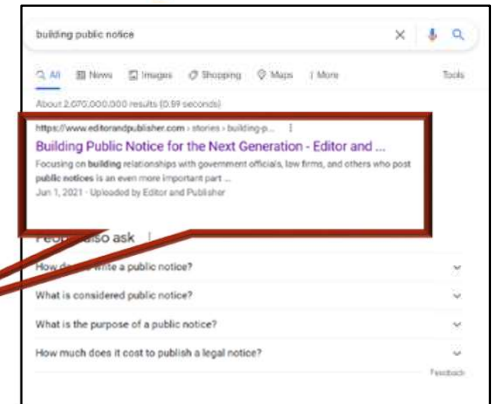 building public notice
All News Images Shopping Maps More Tools
About 2,070,000,000 results (0.59 seconds)
https://www.editorandpublisher.com › stories › building-p...
Building Public Notice for the Next Generation - Editor and ...
Focusing on building relationships with government officials, law firms, and others who post
public notices is an even more important part ...
Jun 1, 2021 - Uploaded by Editor and Publisher
People also ask
How do write a public notice?
What is considered public notice?
What is the purpose of a public notice?
How much does it cost to publish a legal notice?
Feedback